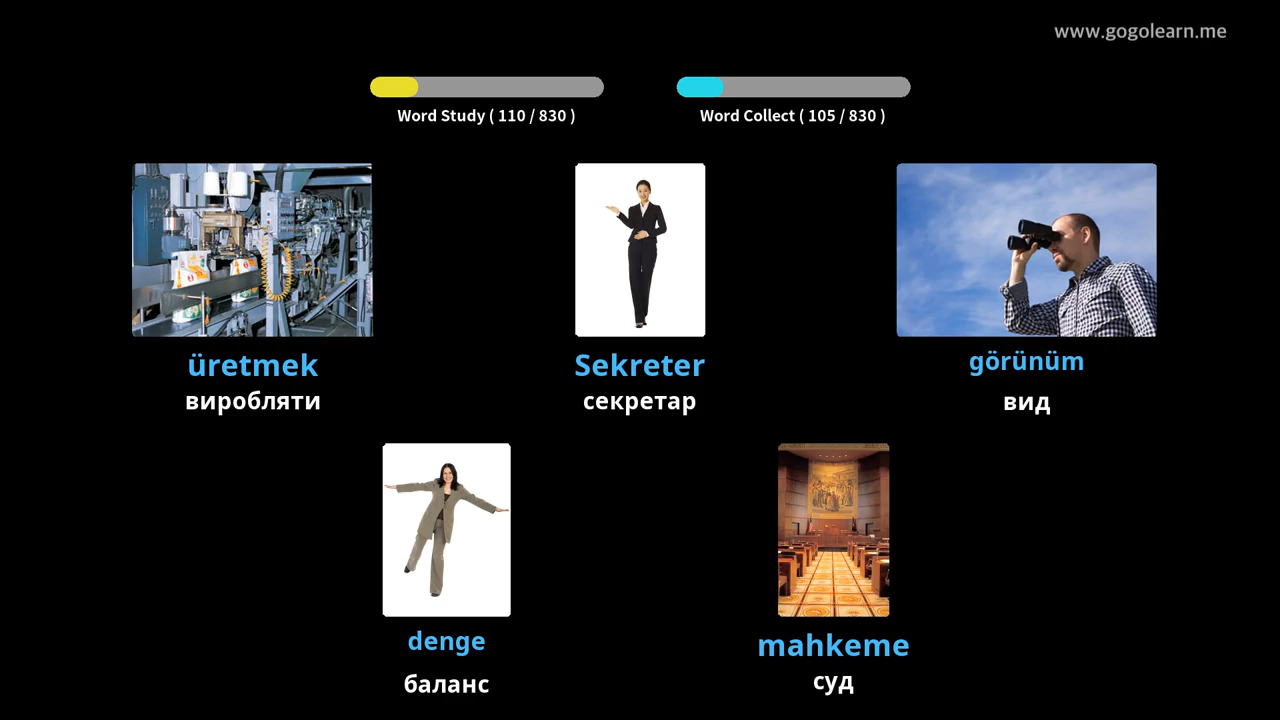 www.gogolearn.me
Word Study ( 110 / 830 )
Word Collect ( 105 / 830 )
üretmek
виробляти
Sekreter
секретар
görünüm
вид
denge
баланс
mahkeme
суд